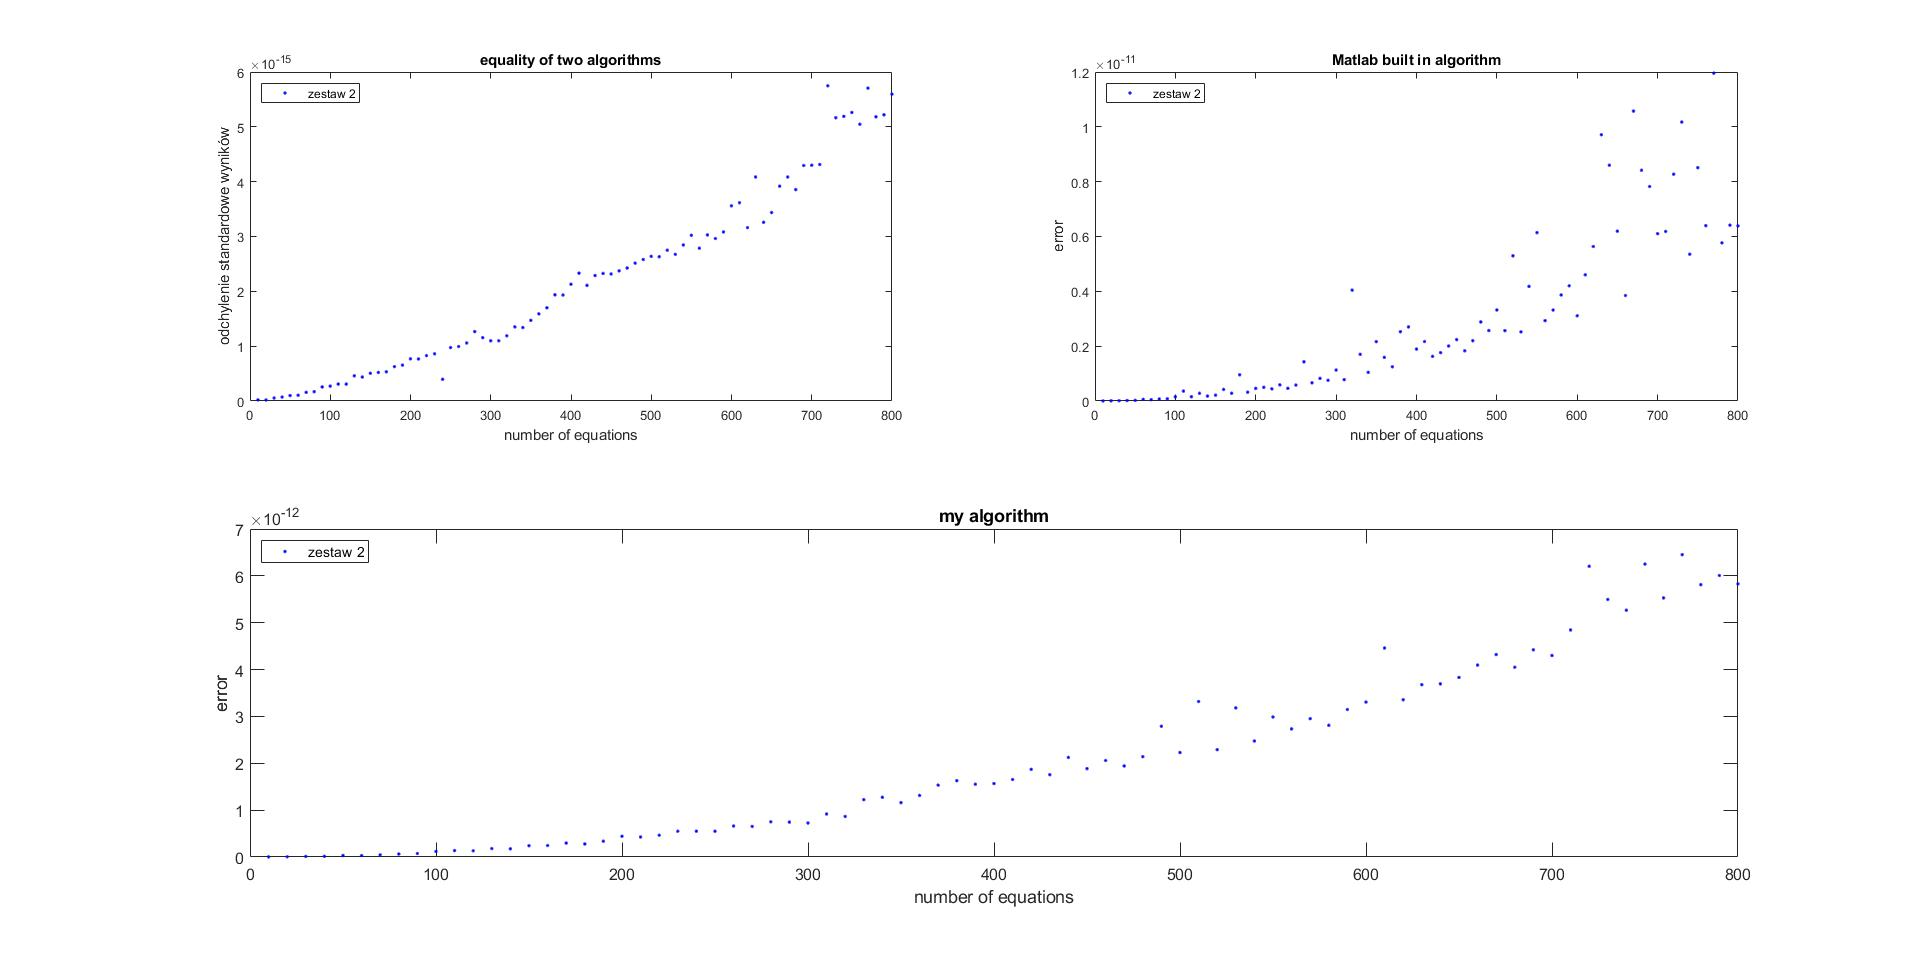 equality of two algorithms
×10-15
6
5
4
3
2
1
0
zestaw 2
odchylenie standardowe wyników
0 100 200 300 400 500 600 700 800
number of equations
Matlab built in algorithm
×10-11
1.2
1
0.8
0.6
0.4
0.2
0
zestaw 2
error
0 100 200 300 400 500 600 700 800
number of equations
my algorithm
×10-12
7
6
5
4
3
2
1
0
zestaw 2
error
0 100 200 300 400 500 600 700 800
number of equations